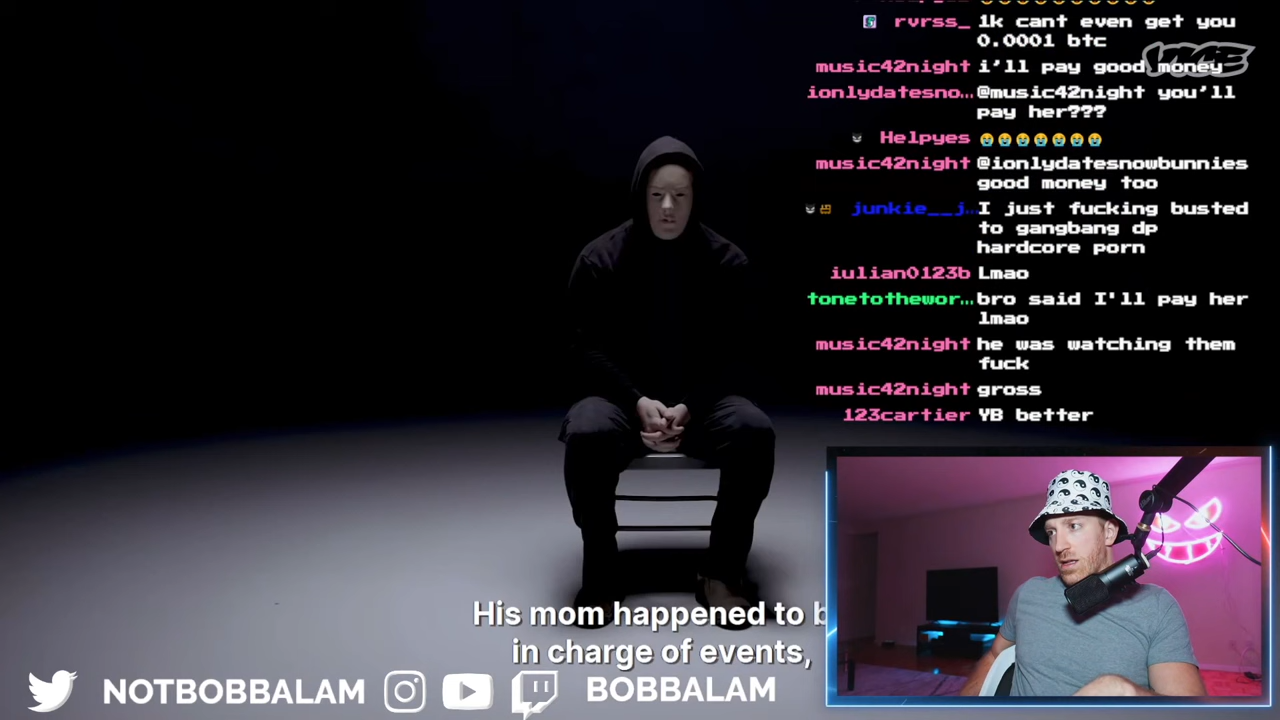 rvrss_ 1k cant even get you
0.0001 btc
VICE
music42night i'll pay good money
ionlydatesno... @music42night you'll
pay her???
Helpyes 😭😭😭😭😭😭😭
music42night @ionlydatesnowbunnies
good money too
junkie__j... I just fucking busted
to gangbang dp
hardcore porn
iulian0123b Lmao
tonetothewor... bro said I'll pay her
lmao
music42night he was watching them
fuck
music42night gross
123cartier YB better
His mom happened to b
in charge of events,
NOTBOBBALAM
BOBBALAM